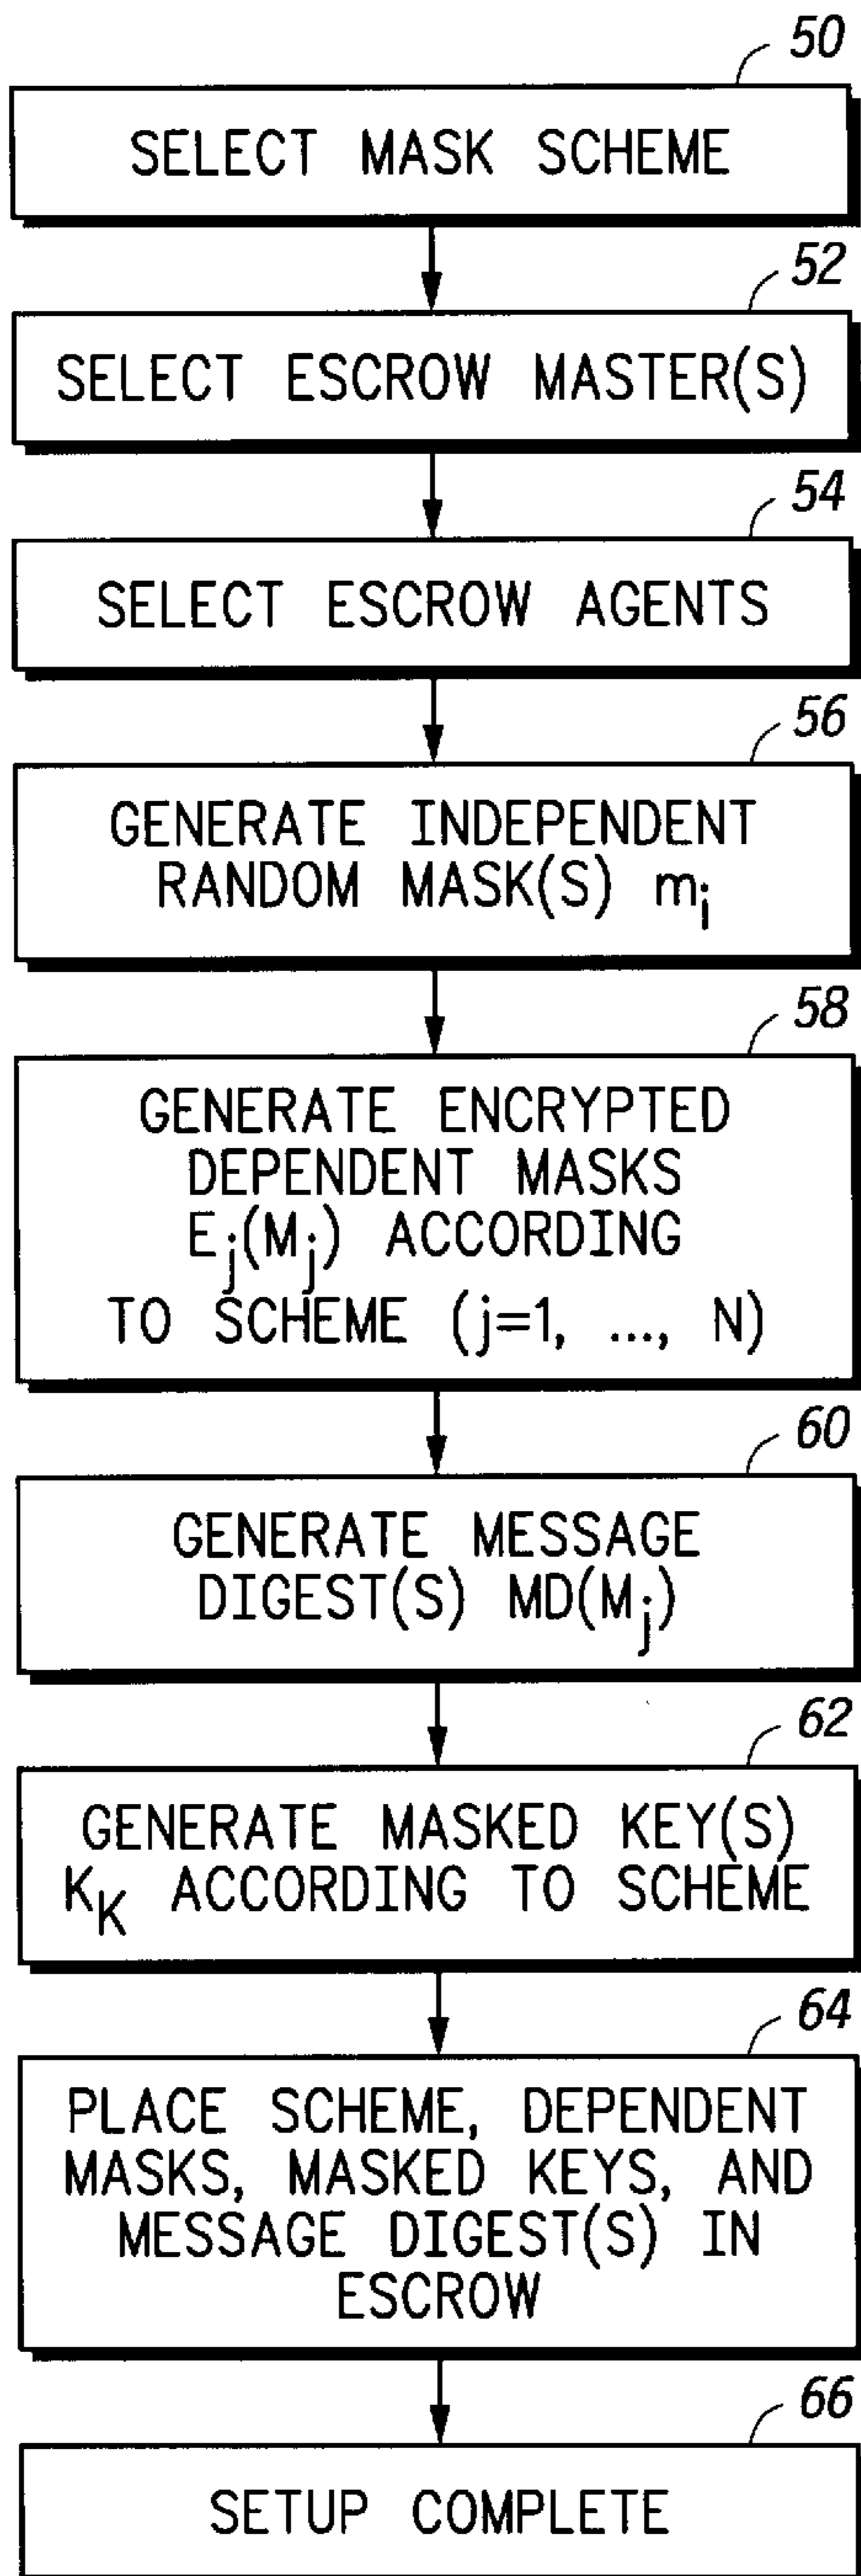 50
SELECT MASK SCHEME
52
SELECT ESCROW MASTER(S)
54
SELECT ESCROW AGENTS
56
GENERATE INDEPENDENT
RANDOM MASK(S) mi
58
GENERATE ENCRYPTED
DEPENDENT MASKS
Ej(Mj) ACCORDING
TO SCHEME (j=1, ..., N)
60
GENERATE MESSAGE
DIGEST(S) MD(Mj)
62
GENERATE MASKED KEY(S)
KK ACCORDING TO SCHEME
64
PLACE SCHEME, DEPENDENT
MASKS, MASKED KEYS, AND
MESSAGE DIGEST(S) IN
ESCROW
66
SETUP COMPLETE